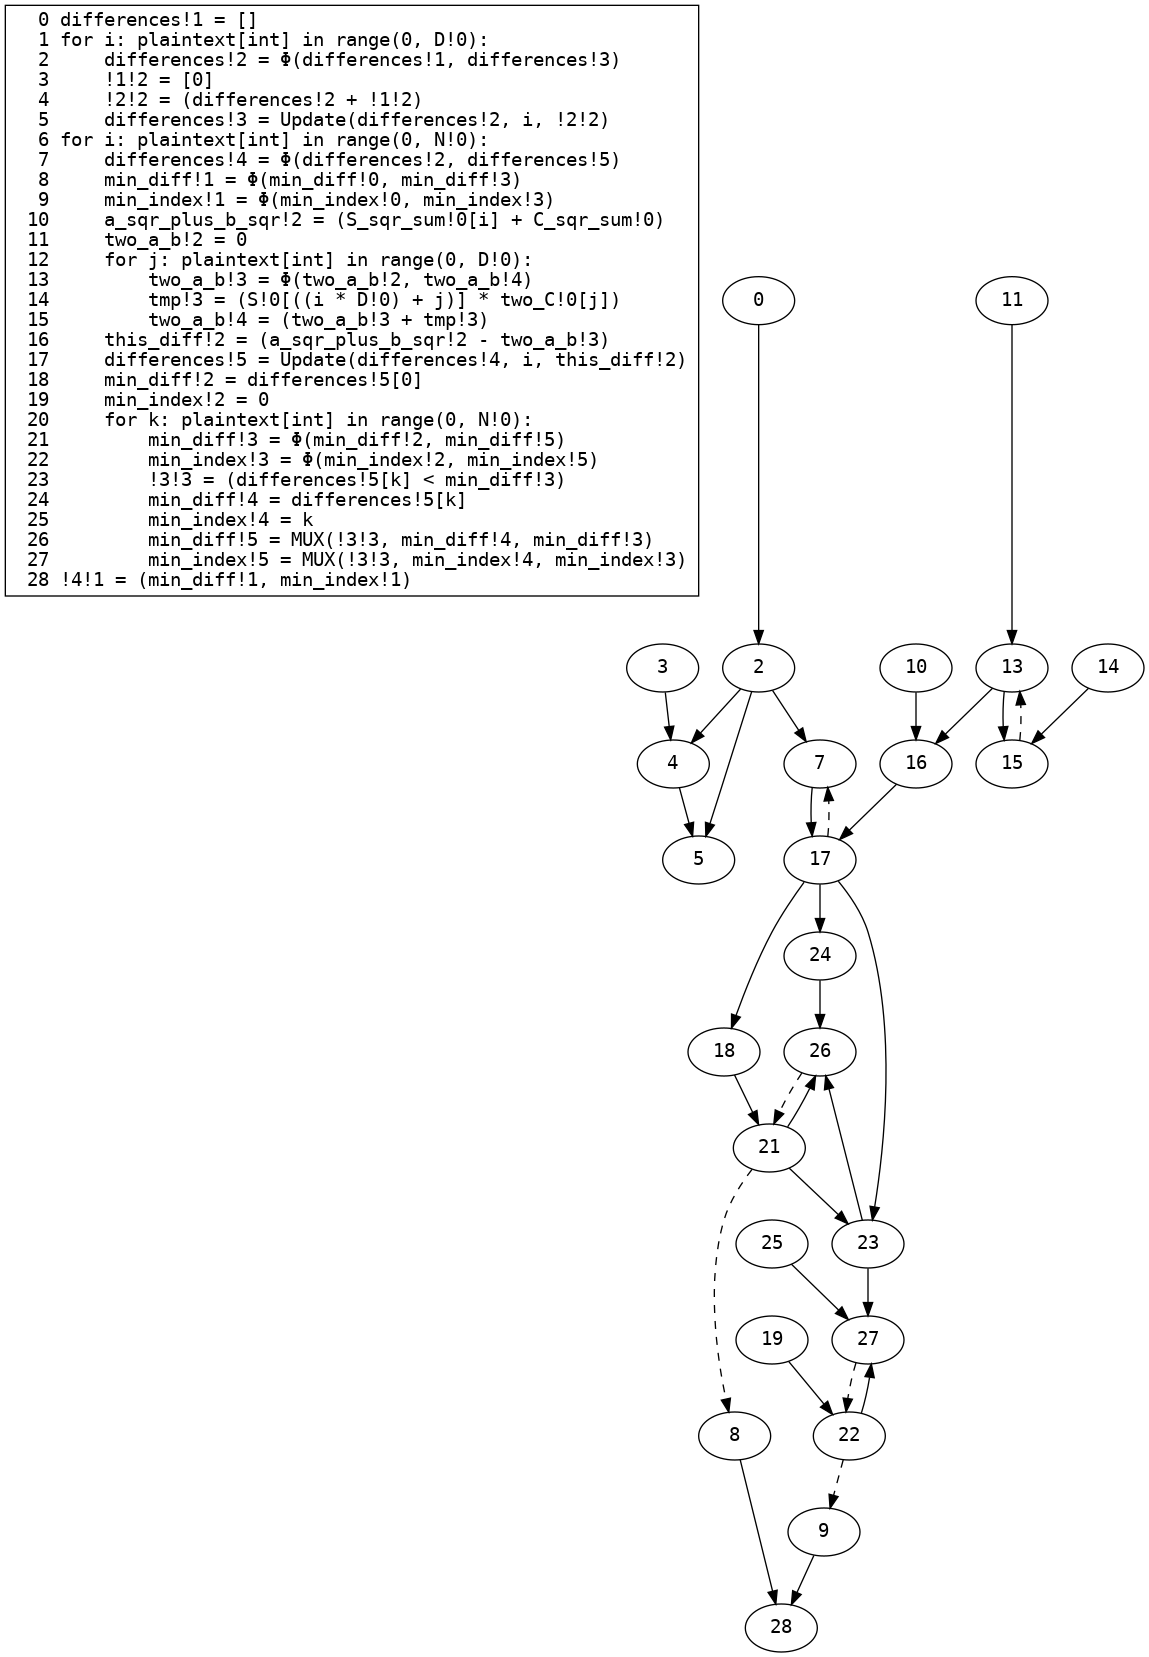 0 differences!1 = []
1 for i: plaintext[int] in range(0, D!0):
2     differences!2 = Φ(differences!1, differences!3)
3     !1!2 = [0]
4     !2!2 = (differences!2 + !1!2)
5     differences!3 = Update(differences!2, i, !2!2)
6 for i: plaintext[int] in range(0, N!0):
7     differences!4 = Φ(differences!2, differences!5)
8     min_diff!1 = Φ(min_diff!0, min_diff!3)
9     min_index!1 = Φ(min_index!0, min_index!3)
10     a_sqr_plus_b_sqr!2 = (S_sqr_sum!0[i] + C_sqr_sum!0)
11     two_a_b!2 = 0
12     for j: plaintext[int] in range(0, D!0):
13         two_a_b!3 = Φ(two_a_b!2, two_a_b!4)
14         tmp!3 = (S!0[((i * D!0) + j)] * two_C!0[j])
15         two_a_b!4 = (two_a_b!3 + tmp!3)
16     this_diff!2 = (a_sqr_plus_b_sqr!2 - two_a_b!3)
17     differences!5 = Update(differences!4, i, this_diff!2)
18     min_diff!2 = differences!5[0]
19     min_index!2 = 0
20     for k: plaintext[int] in range(0, N!0):
21         min_diff!3 = Φ(min_diff!2, min_diff!5)
22         min_index!3 = Φ(min_index!2, min_index!5)
23         !3!3 = (differences!5[k] < min_diff!3)
24         min_diff!4 = differences!5[k]
25         min_index!4 = k
26         min_diff!5 = MUX(!3!3, min_diff!4, min_diff!3)
27         min_index!5 = MUX(!3!3, min_index!4, min_index!3)
28 !4!1 = (min_diff!1, min_index!1)
0
11
3
2
10
13
14
4
7
16
15
5
17
24
18
26
21
25
23
19
27
8
22
9
28